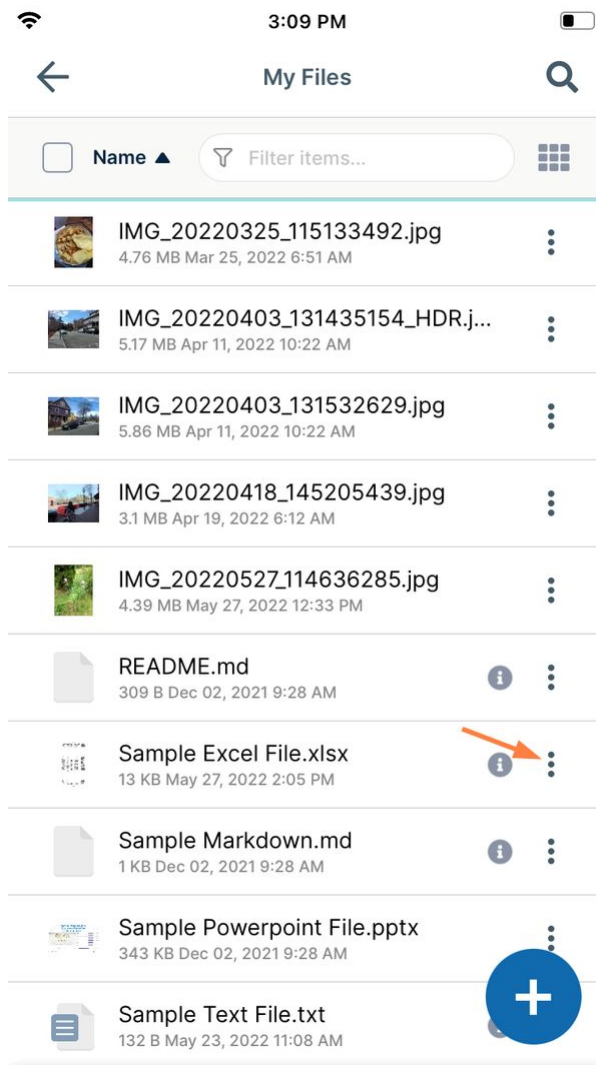 3:09 PM
My Files
Name ▲
Filter items...
IMG_20220325_115133492.jpg
4.76 MB Mar 25, 2022 6:51 AM
IMG_20220403_131435154_HDR.j...
5.17 MB Apr 11, 2022 10:22 AM
IMG_20220403_131532629.jpg
5.86 MB Apr 11, 2022 10:22 AM
IMG_20220418_145205439.jpg
3.1 MB Apr 19, 2022 6:12 AM
IMG_20220527_114636285.jpg
4.39 MB May 27, 2022 12:33 PM
README.md
309 B Dec 02, 2021 9:28 AM
Sample Excel File.xlsx
13 KB May 27, 2022 2:05 PM
Sample Markdown.md
1 KB Dec 02, 2021 9:28 AM
Sample Powerpoint File.pptx
343 KB Dec 02, 2021 9:28 AM
Sample Text File.txt
132 B May 23, 2022 11:08 AM